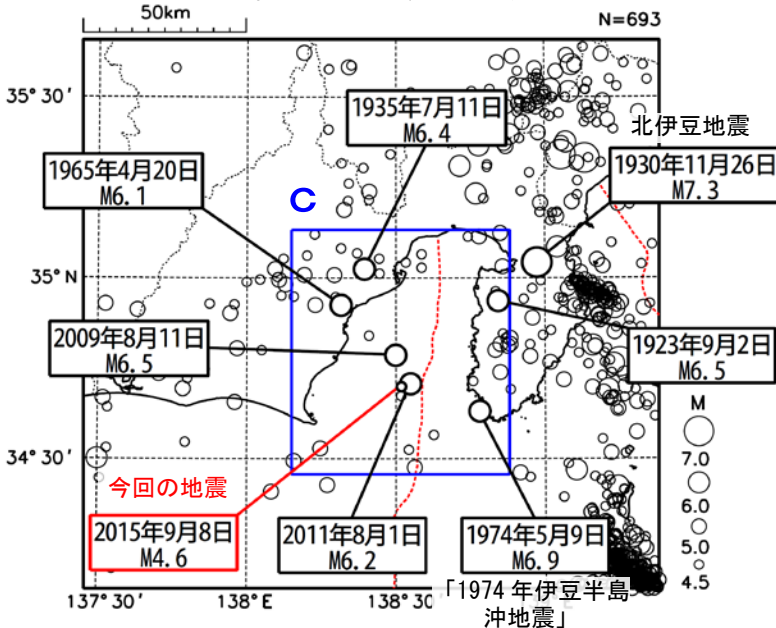 50km
N=693
35°30′
1935年7月11日
M6.4
北伊豆地震
1965年4月20日
M6.1
1930年11月26日
M7.3
C
35°N
2009年8月11日
M6.5
1923年9月2日
M6.5
M
7.0
6.0
5.0
4.5
34°30′
今回の地震
2015年9月8日
M4.6
2011年8月1日
M6.2
1974年5月9日
M6.9
「1974年伊豆半島
沖地震」
137°30′
138°E
138°30′